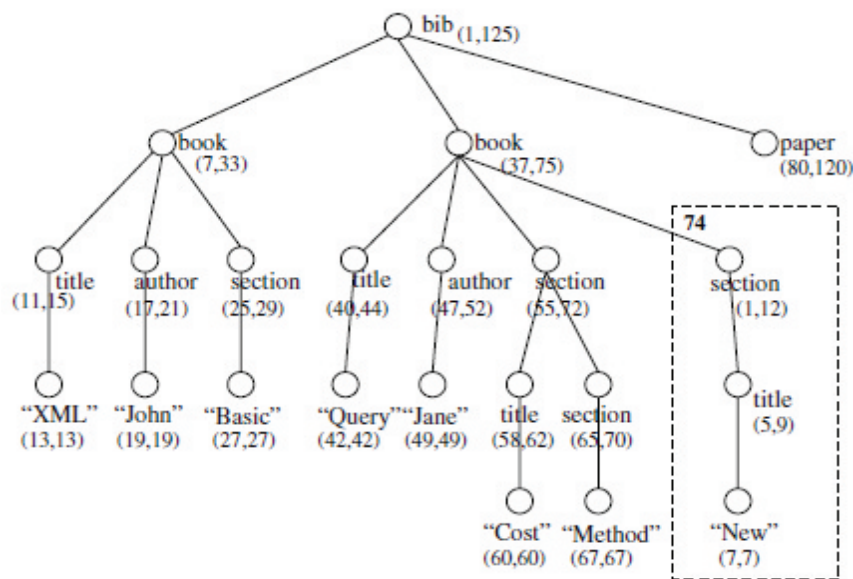 bib (1,125)
book book paper
(7,33) (37,75) (80,120)
74
title author section title author section section
(11,15) (17,21) (25,29) (40,44) (47,52) (55,72) (1,12)
“XML” “John” “Basic” “Query” “Jane” title section title
(13,13) (19,19) (27,27) (42,42) (49,49) (58,62) (65,70) (5,9)
“Cost” “Method” “New”
(60,60) (67,67) (7,7)